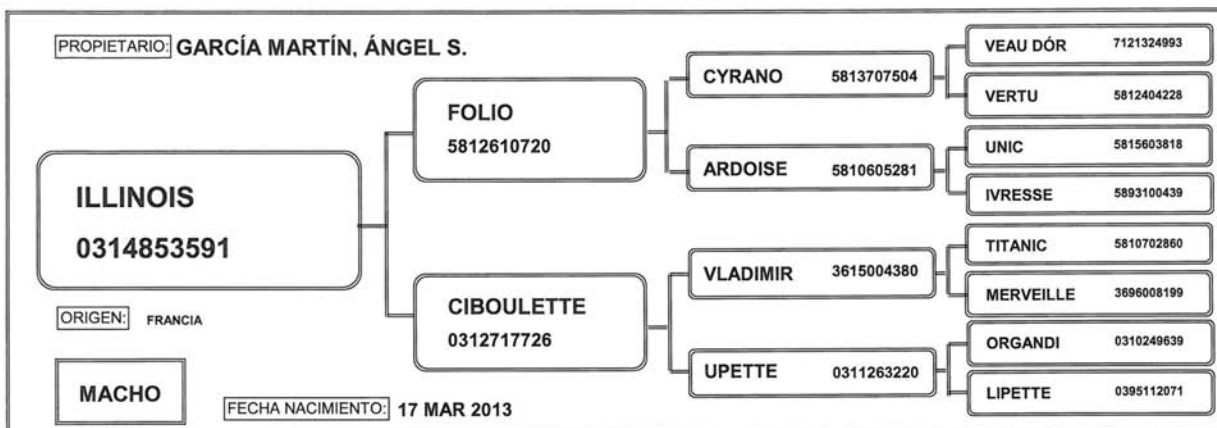 PROPIETARIO: GARCÍA MARTÍN, ÁNGEL S.
ILLINOIS
0314853591
ORIGEN: FRANCIA
MACHO
FECHA NACIMIENTO: 17 MAR 2013
FOLIO
5812610720
CIBOULETTE
0312717726
CYRANO 5813707504
ARDOISE 5810605281
VLADIMIR 3615004380
UPETTE 0311263220
VEAU DÓR 7121324993
VERTU 5812404228
UNIC 5815603818
IVRESSE 5893100439
TITANIC 5810702860
MERVEILLE 3696008199
ORGANDI 0310249639
LIPETTE 0395112071